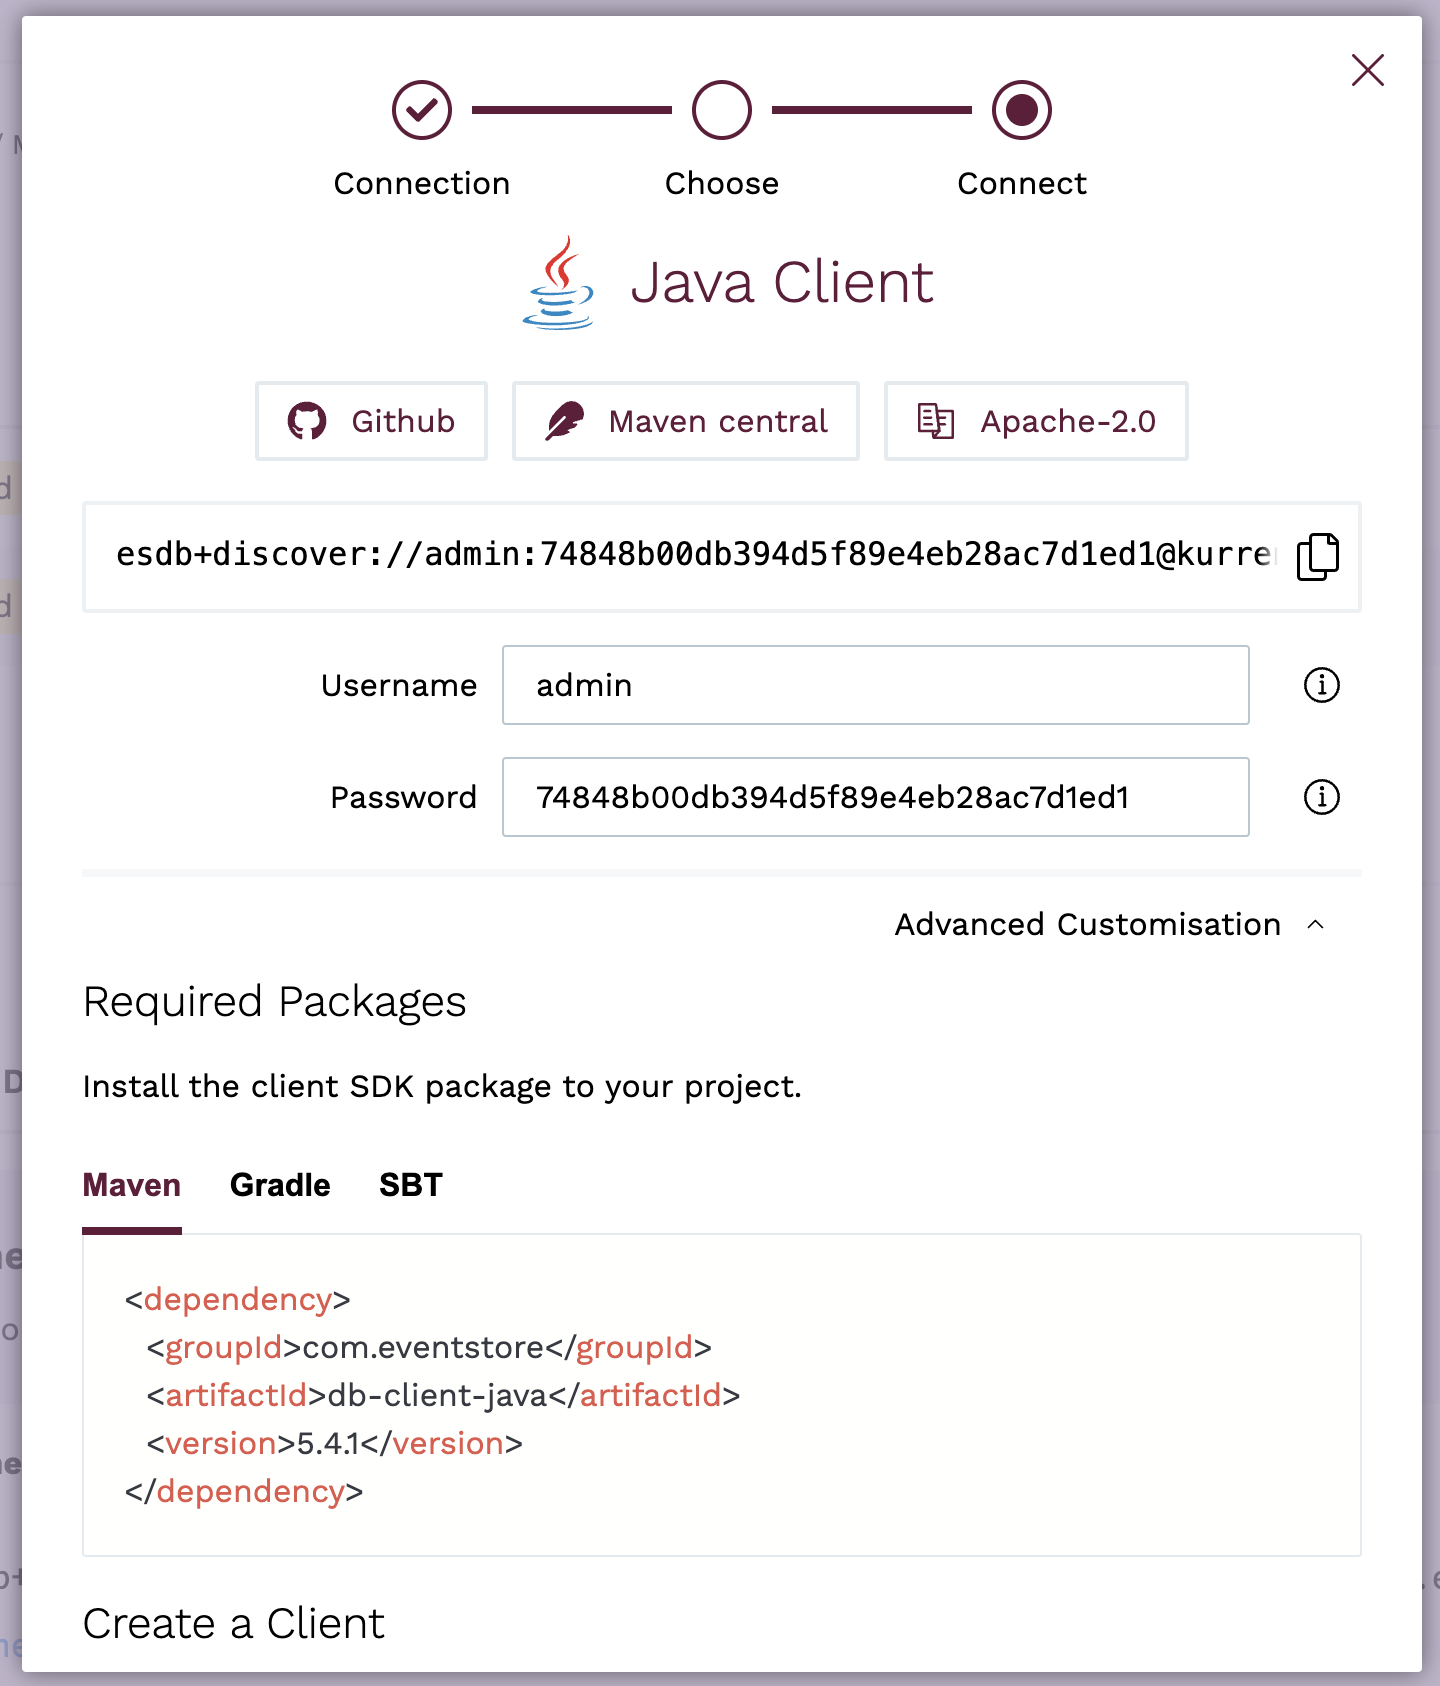 Connection
Choose
Connect
Java Client
Github
Maven central
Apache-2.0
esdb+discover://admin:74848b00db394d5f89e4eb28ac7d1ed1@kurre
Username
admin
Password
74848b00db394d5f89e4eb28ac7d1ed1
Advanced Customisation
Required Packages
Install the client SDK package to your project.
Maven Gradle SBT
<dependency>
<groupId>com.eventstore</groupId>
<artifactId>db-client-java</artifactId>
<version>5.4.1</version>
</dependency>
Create a Client